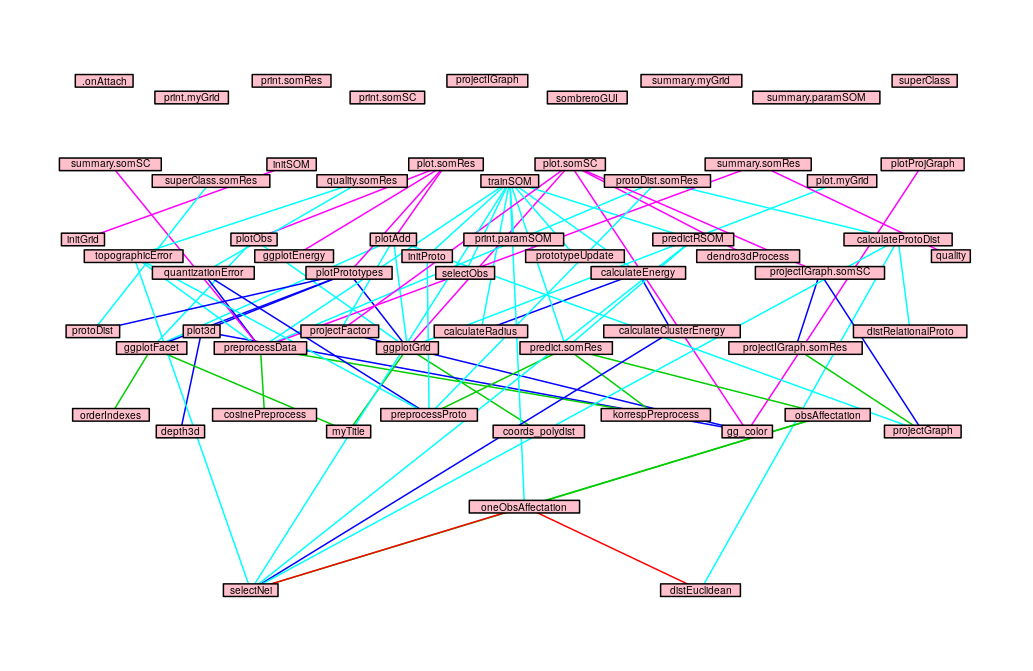 .onAttach
print.somRes
projectIGraph
summary.myGrid
superClass
print.myGrid
print.somSC
sombreroGUI
summary.paramSOM
summary.somSC
initSOM
plot.somRes
plot.somSC
summary.somRes
plotProjGraph
superClass.somRes
quality.somRes
trainSOM
protoDist.somRes
plot.myGrid
initGrid
plotObs
plotAdd
print.paramSOM
predictRSOM
calculateProtoDist
topographicError
ggplotEnergy
initProto
prototypeUpdate
dendro3dProcess
quality
quantizationError
plotPrototypes
selectObs
calculateEnergy
projectIGraph.somSC
protoDist
plot3d
projectFactor
calculateRadius
calculateClusterEnergy
distRelationalProto
ggplotFacet
preprocessData
ggplotGrid
predict.somRes
projectIGraph.somRes
orderIndexes
cosinePreprocess
preprocessProto
korrespPreprocess
obsAffectation
depth3d
myTitle
coords_polydist
gg_color
projectGraph
oneObsAffectation
selectNei
distEuclidean